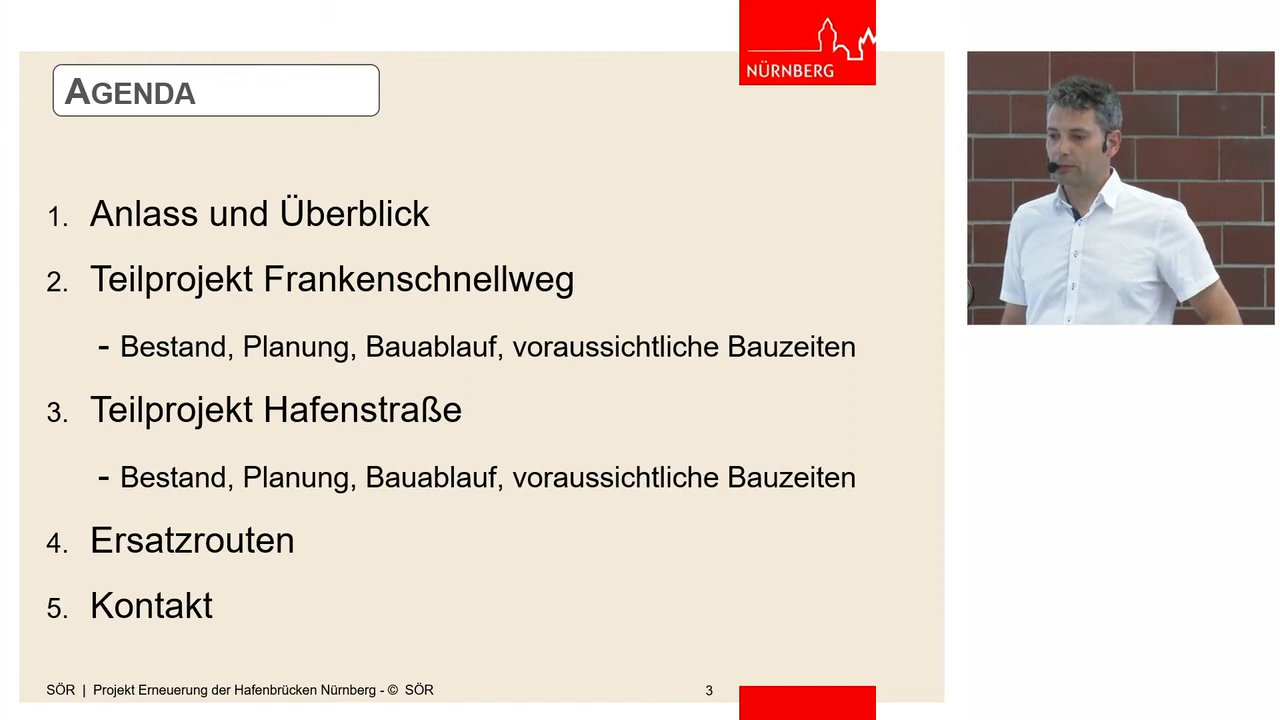 NÜRNBERG
AGENDA
1. Anlass und Überblick
2. Teilprojekt Frankenschnellweg
- Bestand, Planung, Bauablauf, voraussichtliche Bauzeiten
3. Teilprojekt Hafenstraße
- Bestand, Planung, Bauablauf, voraussichtliche Bauzeiten
4. Ersatzrouten
5. Kontakt
SÖR | Projekt Erneuerung der Hafenbrücken Nürnberg - © SÖR
3